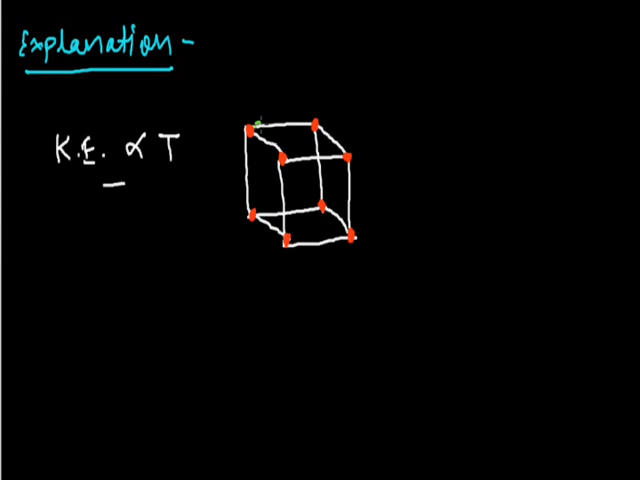 Explanation -
K.E. ∝ T